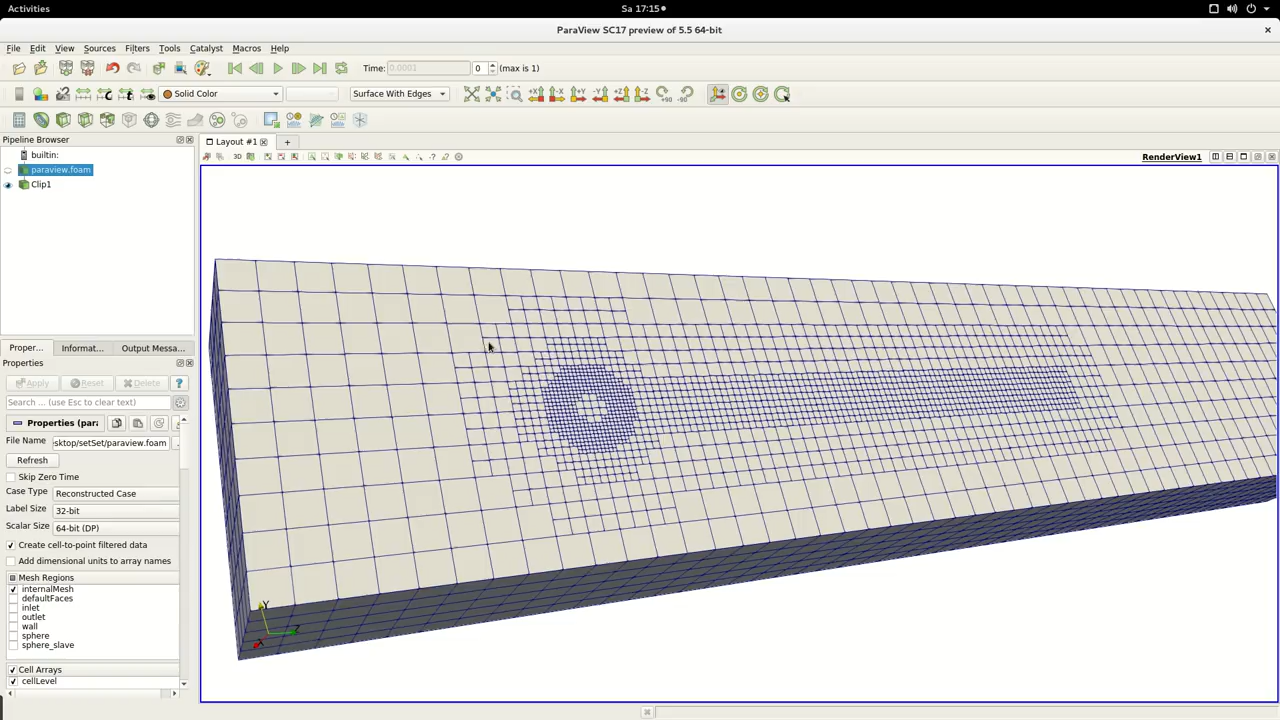 Activities
Sa 17:15
ParaView SC17 preview of 5.5 64-bit
File Edit View Sources Filters Tools Catalyst Macros Help
Time: 0.0001 0 (max is 1)
Solid Color Surface With Edges
+X -X +Y -Y +Z -Z +90 -90
Pipeline Browser
Layout #1
3D
RenderView1
builtin:
paraview.foam
Clip1
Proper... Informat... Output Messa...
Properties
Apply Reset Delete ?
Search ... (use Esc to clear text)
Properties (par
File Name sktop/setSet/paraview.foam
Refresh
Skip Zero Time
Case Type Reconstructed Case
Label Size 32-bit
Scalar Size 64-bit (DP)
Create cell-to-point filtered data
Add dimensional units to array names
Mesh Regions
internalMesh
defaultFaces
inlet
outlet
wall
sphere
sphere_slave
Cell Arrays
cellLevel
Y
Z
X